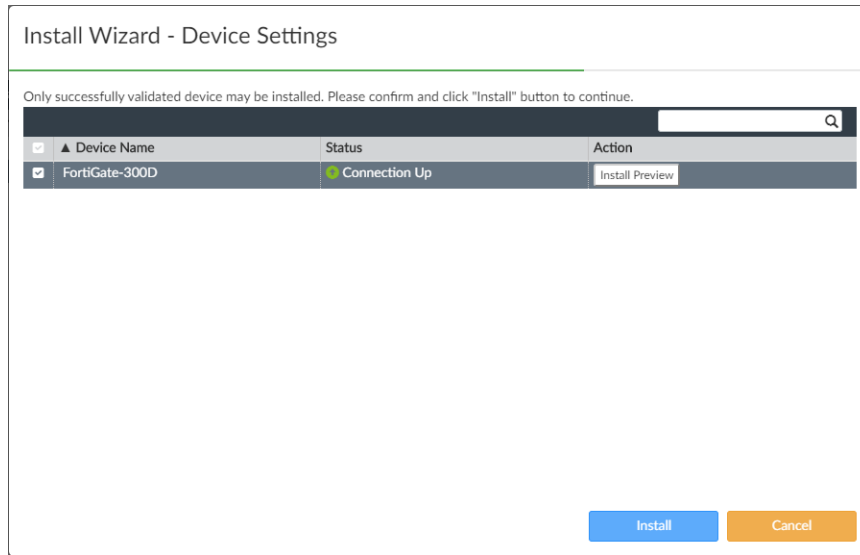 Install Wizard - Device Settings
Only successfully validated device may be installed. Please confirm and click "Install" button to continue.
▲ Device Name Status Action
FortiGate-300D Connection Up Install Preview
Install Cancel